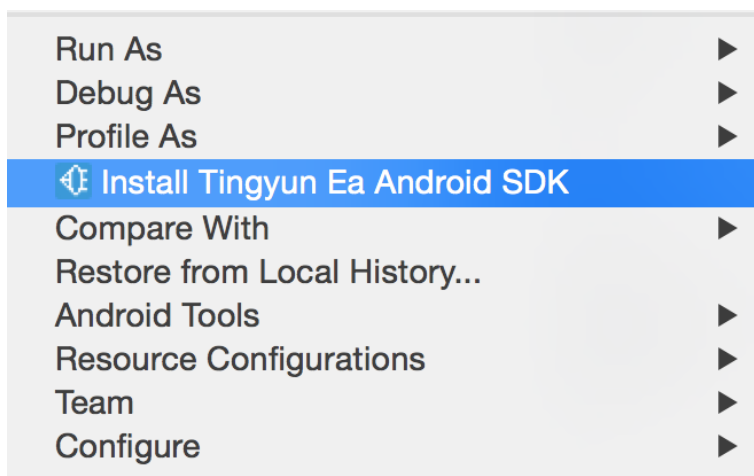 Run As
Debug As
Profile As
Install Tingyun Ea Android SDK
Compare With
Restore from Local History...
Android Tools
Resource Configurations
Team
Configure